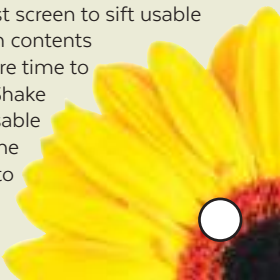 st screen to sift usable
n contents
re time to
Shake
sable
ne
to